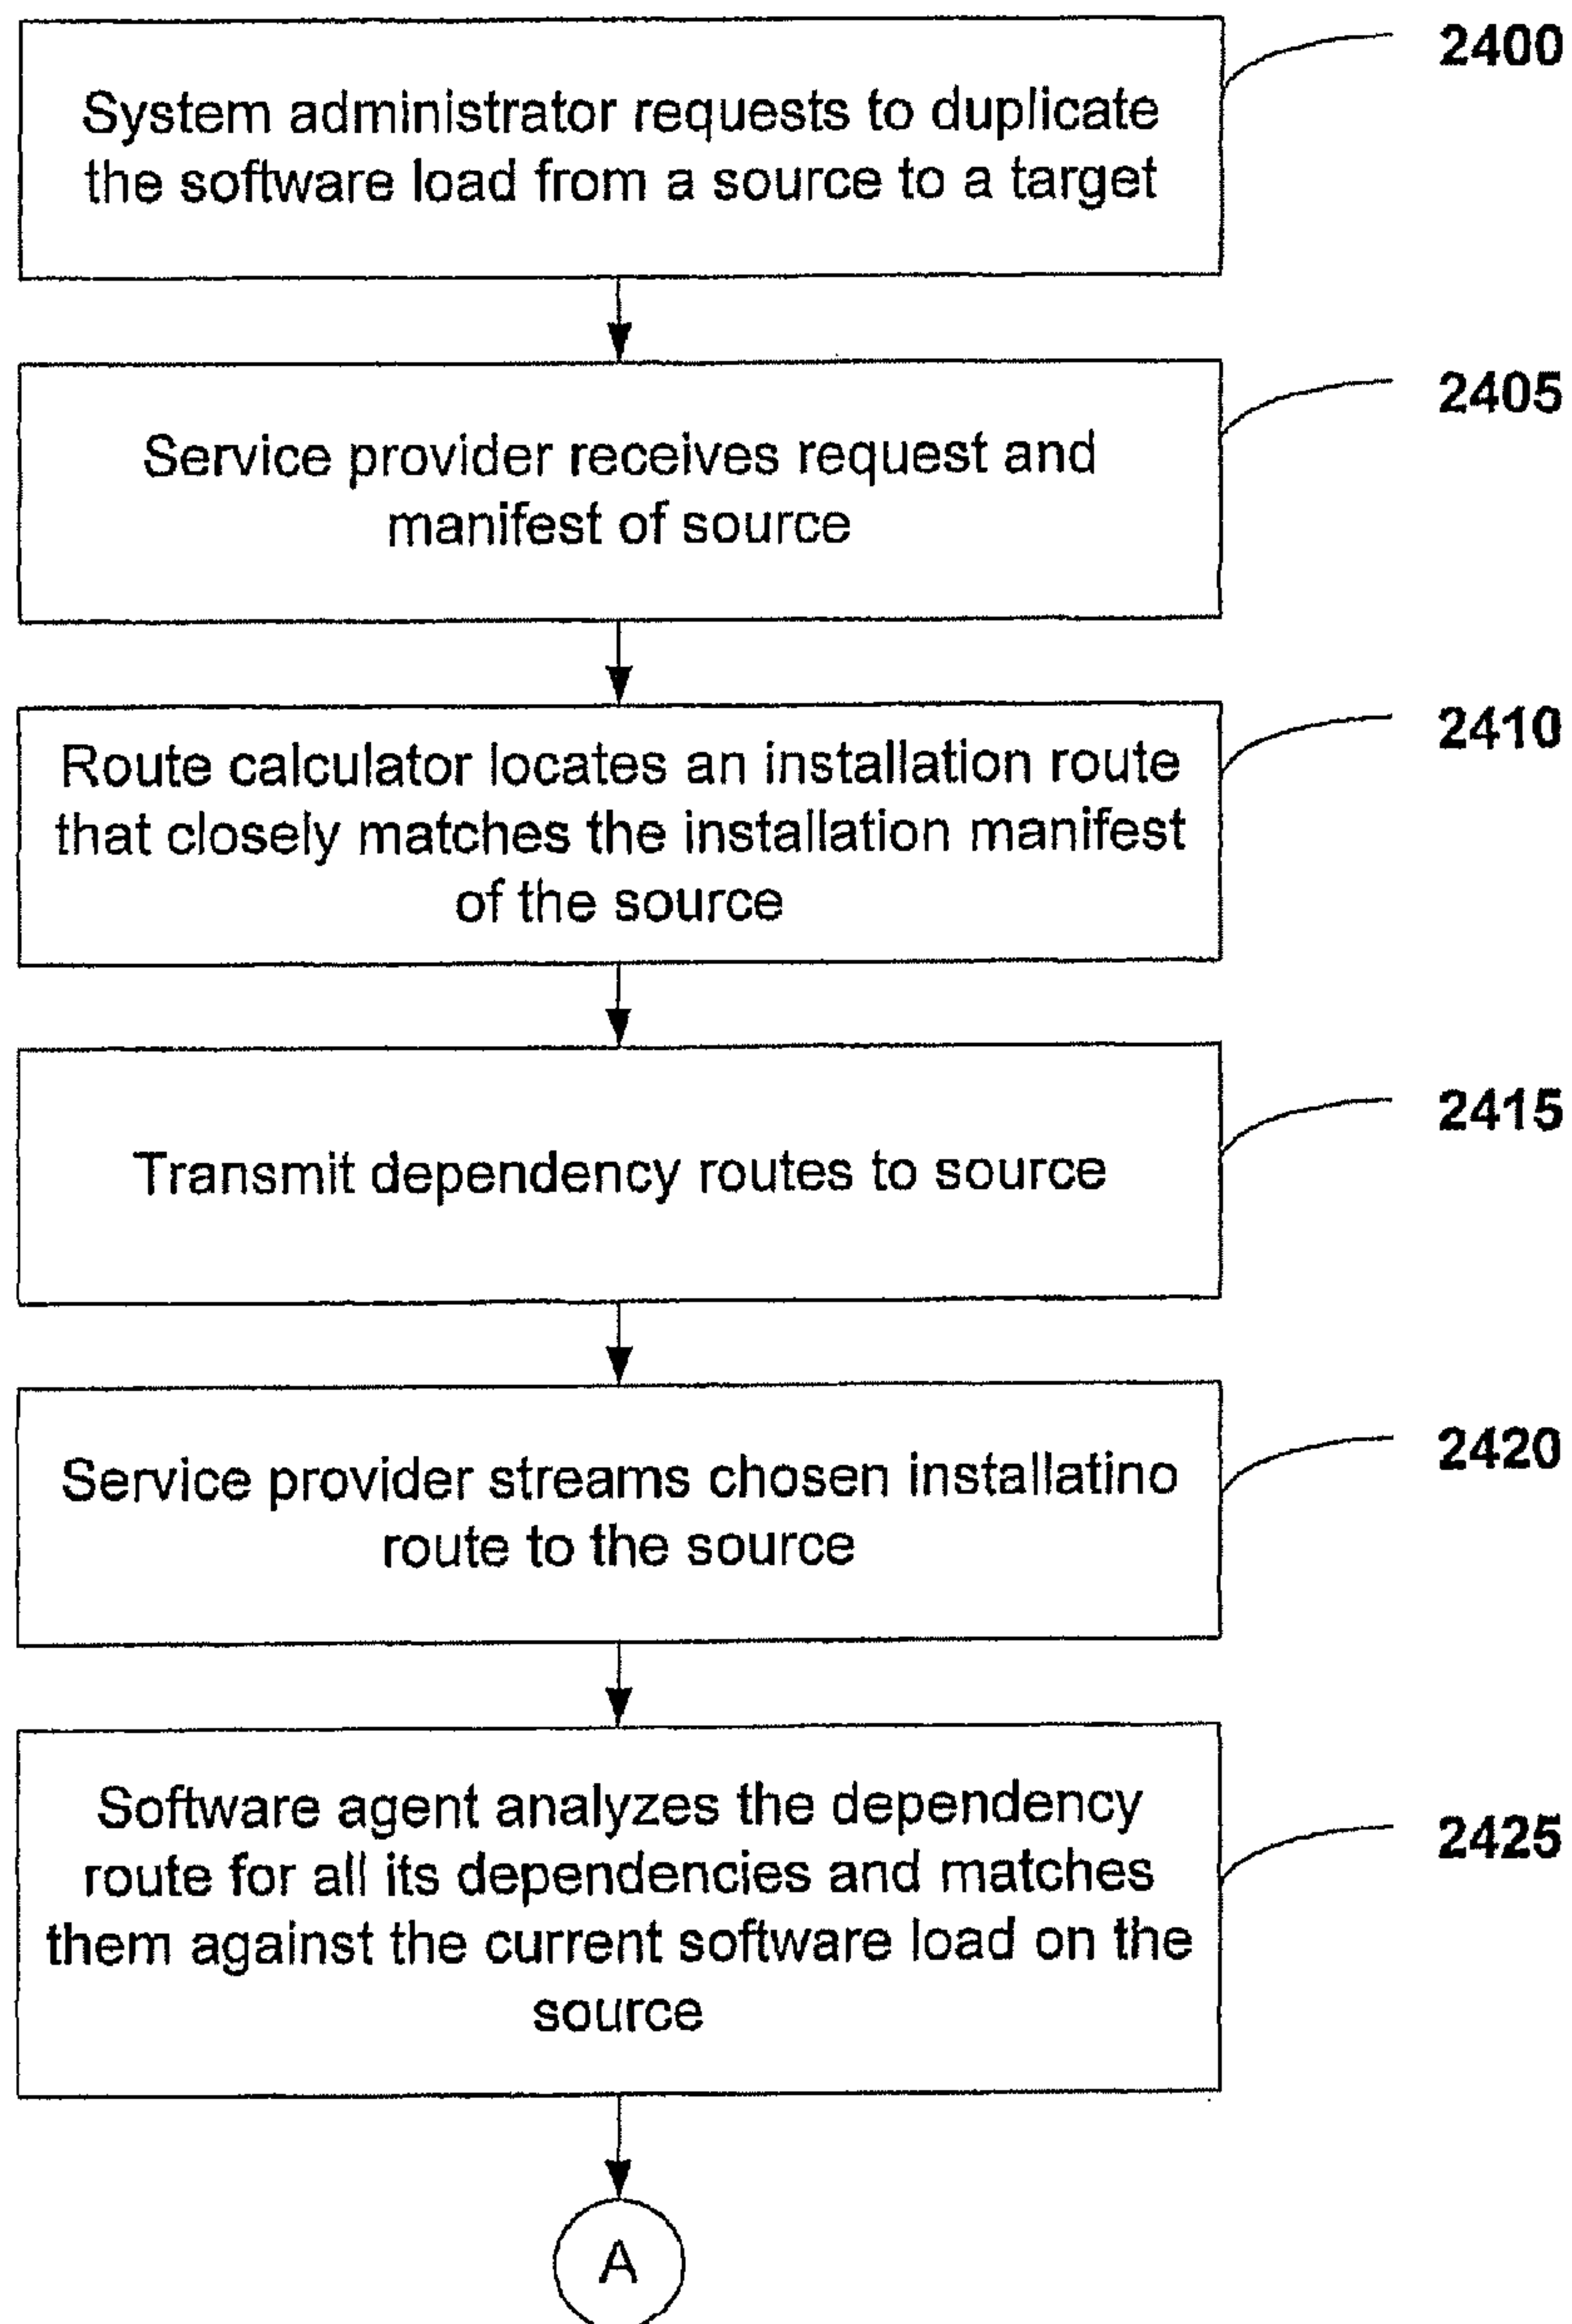 2400
System administrator requests to duplicate
the software load from a source to a target
2405
Service provider receives request and
manifest of source
2410
Route calculator locates an installation route
that closely matches the installation manifest
of the source
2415
Transmit dependency routes to source
2420
Service provider streams chosen installatino
route to the source
2425
Software agent analyzes the dependency
route for all its dependencies and matches
them against the current software load on the
source
A